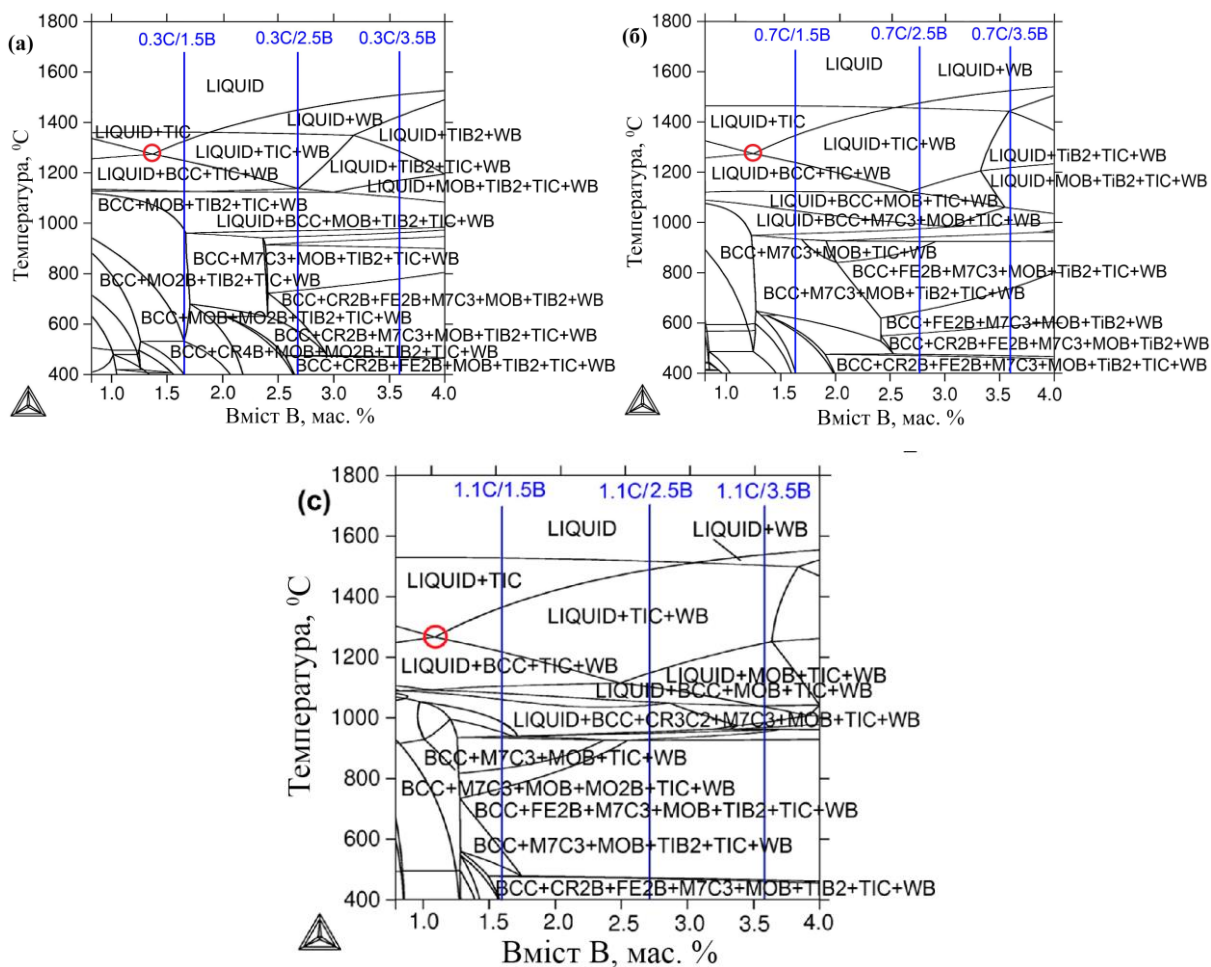 (а)
0.3C/1.5B 0.3C/2.5B 0.3C/3.5B
1800
1600
1400
1200
1000
800
600
400
Температура, ⁰C
LIQUID
LIQUID+WB
LIQUID+TIC
LIQUID+TIB2+WB
LIQUID+TIC+WB
LIQUID+TIB2+TIC+WB
LIQUID+BCC+TIC+WB
LIQUID+MOB+TIB2+TIC+WB
BCC+MOB+TIB2+TIC+WB
LIQUID+BCC+MOB+TIB2+TIC+WB
BCC+M7C3+MOB+TIB2+TIC+WB
BCC+MO2B+TIB2+TIC+WB
BCC+CR2B+FE2B+M7C3+MOB+TIB2+WB
BCC+MOB+MO2B+TIB2+TIC+WB
BCC+CR2B+M7C3+MOB+TIB2+TIC+WB
BCC+CR4B+MOB+MO2B+TIB2+TIC+WB
BCC+CR2B+FE2B+MOB+TIB2+TIC+WB
1.0 1.5 2.0 2.5 3.0 3.5 4.0
Вміст В, мас. %
(б)
0.7C/1.5B 0.7C/2.5B 0.7C/3.5B
1800
1600
1400
1200
1000
800
600
400
Температура, ⁰C
LIQUID LIQUID+WB
LIQUID+TIC
LIQUID+TIC+WB
LIQUID+TiB2+TIC+WB
LIQUID+BCC+TIC+WB
LIQUID+MOB+TiB2+TIC+WB
LIQUID+BCC+MOB+TIC+WB
LIQUID+BCC+M7C3+MOB+TIC+WB
BCC+M7C3+MOB+TIC+WB
BCC+FE2B+M7C3+MOB+TiB2+TIC+WB
BCC+M7C3+MOB+TiB2+TIC+WB
BCC+FE2B+M7C3+MOB+TiB2+WB
BCC+CR2B+FE2B+M7C3+MOB+TiB2
BCC+CR2B+FE2B+M7C3+MOB+TiB2+TIC+WB
1.0 1.5 2.0 2.5 3.0 3.5 4.0
Вміст В, мас. %
(c)
1.1C/1.5B 1.1C/2.5B 1.1C/3.5B
1800
1600
1400
1200
1000
800
600
400
Температура, ⁰C
LIQUID LIQUID+WB
LIQUID+TIC
LIQUID+TIC+WB
LIQUID+BCC+TIC+WB
LIQUID+MOB+TIC+WB
LIQUID+BCC+MOB+TIC+WB
LIQUID+BCC+CR3C2+M7C3+MOB+TIC+WB
BCC+M7C3+MOB+TIC+WB
BCC+M7C3+MOB+MO2B+TIC+WB
BCC+FE2B+M7C3+MOB+TIB2+TIC+WB
BCC+M7C3+MOB+TIB2+TIC+WB
BCC+CR2B+FE2B+M7C3+MOB+TIB2+TIC+WB
1.0 1.5 2.0 2.5 3.0 3.5 4.0
Вміст В, мас. %